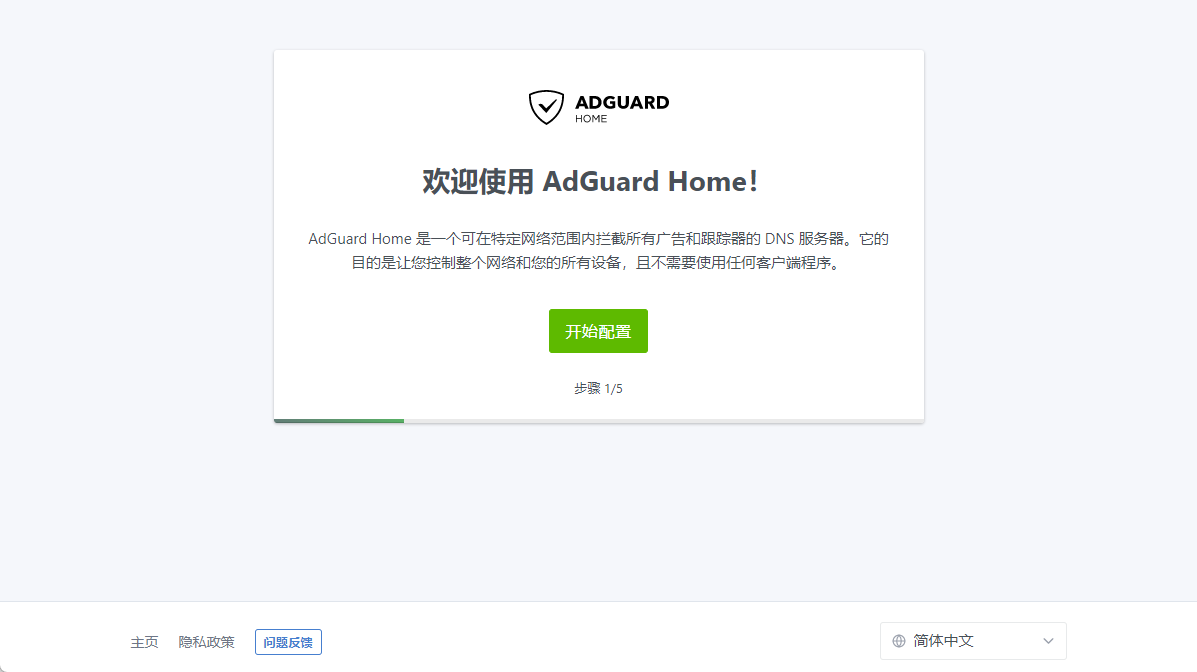 ADGUARD
HOME
欢迎使用 AdGuard Home！
AdGuard Home 是一个可在特定网络范围内拦截所有广告和跟踪器的 DNS 服务器。它的
目的是让您控制整个网络和您的所有设备，且不需要使用任何客户端程序。
开始配置
步骤 1/5
主页 隐私政策 问题反馈 简体中文